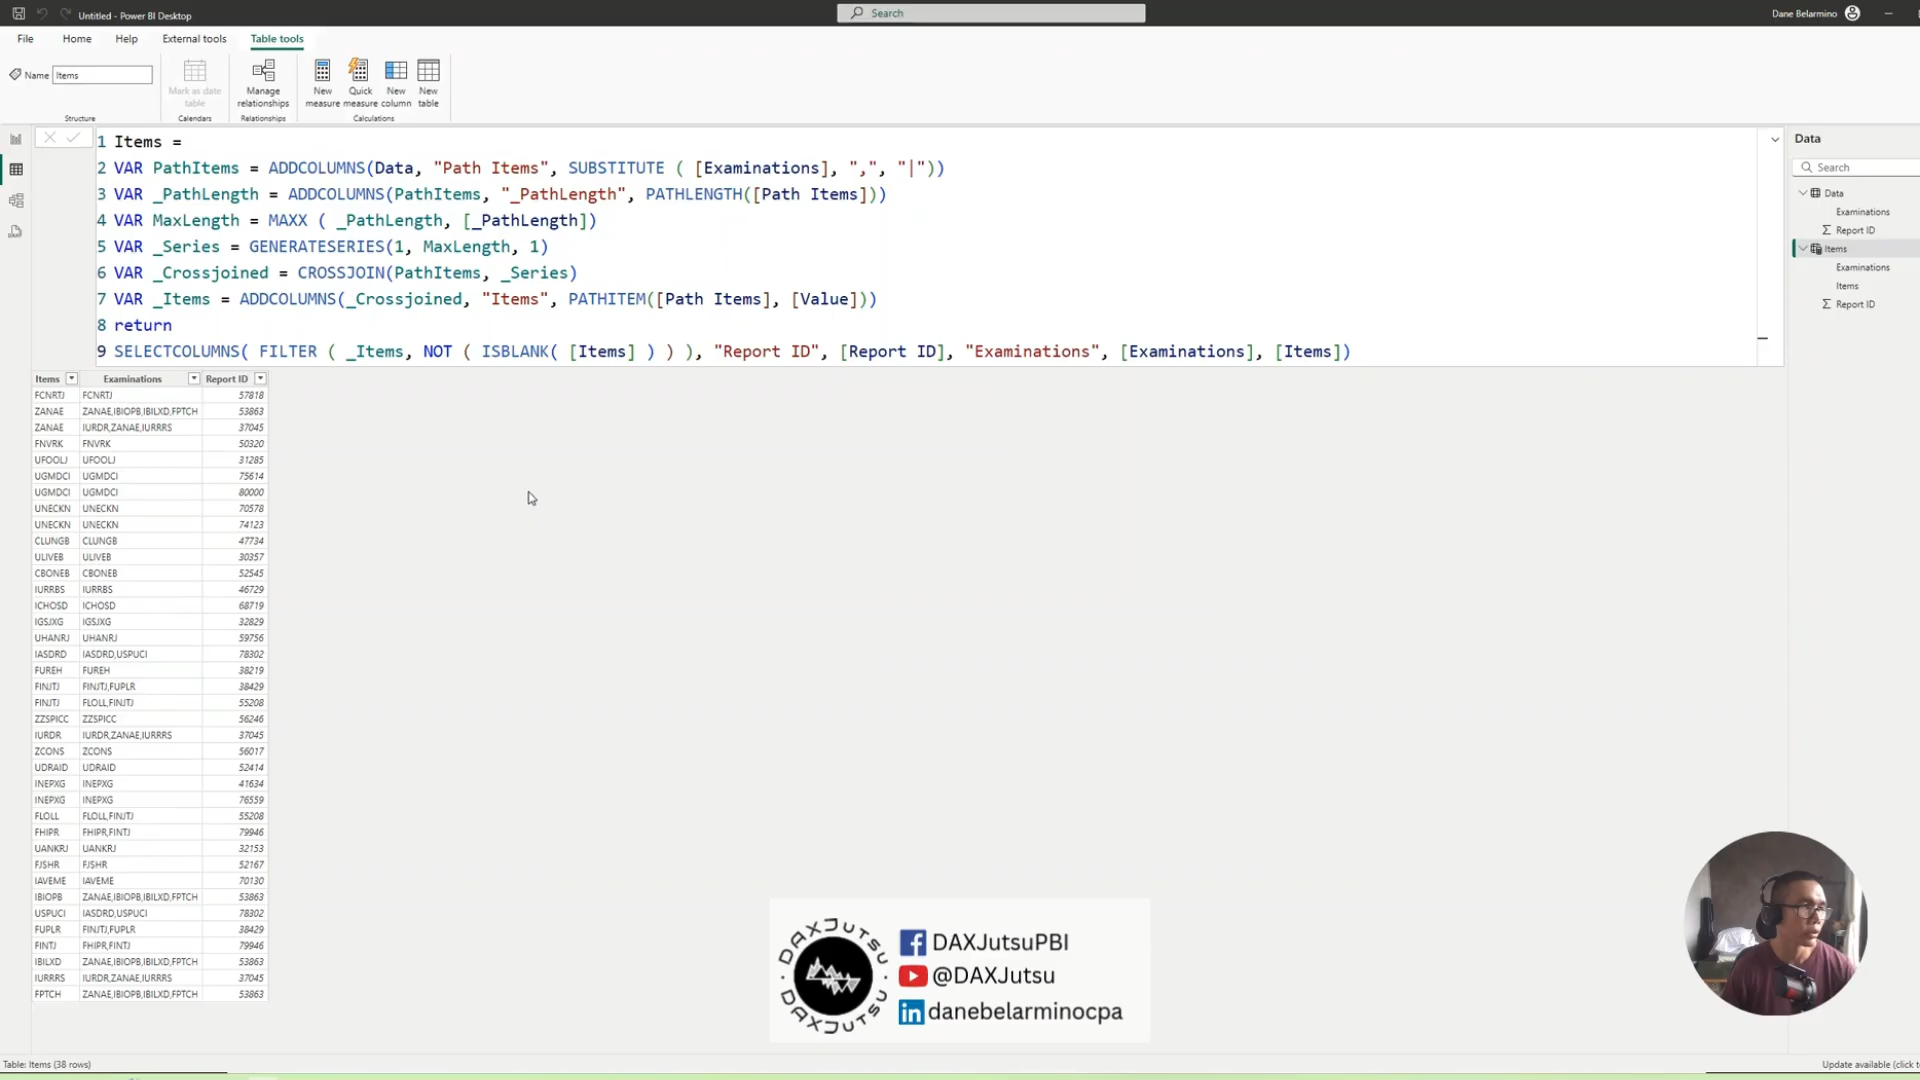 Untitled - Power BI Desktop
Search
Dane Belarmino
File Home Help External tools Table tools
Name Items
Mark as date table
Manage relationships
New measure
Quick measure
New column
New table
Structure Calendars Relationships Calculations
1 Items =
2 VAR PathItems = ADDCOLUMNS(Data, "Path Items", SUBSTITUTE ( [Examinations], ",", "|"))
3 VAR _PathLength = ADDCOLUMNS(PathItems, "_PathLength", PATHLENGTH([Path Items]))
4 VAR MaxLength = MAXX ( _PathLength, [_PathLength])
5 VAR _Series = GENERATESERIES(1, MaxLength, 1)
6 VAR _Crossjoined = CROSSJOIN(PathItems, _Series)
7 VAR _Items = ADDCOLUMNS(_Crossjoined, "Items", PATHITEM([Path Items], [Value]))
8 return
9 SELECTCOLUMNS( FILTER ( _Items, NOT ( ISBLANK( [Items] ) ) ), "Report ID", [Report ID], "Examinations", [Examinations], [Items])
Items Examinations Report ID
FCNRTJ FCNRTJ 57818
ZANAE ZANAE,IBIOPB,IBILXD,FPTCH 53863
ZANAE IURDR,ZANAE,IURRRS 37045
FNVRK FNVRK 50320
UFOOLJ UFOOLJ 31285
UGMDCI UGMDCI 75614
UGMDCI UGMDCI 80000
UNECKN UNECKN 70578
UNECKN UNECKN 74123
CLUNGB CLUNGB 47734
ULIVEB ULIVEB 30357
CBONEB CBONEB 52545
IURRBS IURRBS 46729
ICHOSD ICHOSD 68719
IGSJXG IGSJXG 32829
UHANRJ UHANRJ 59756
IASDRD IASDRD,USPUCI 78302
FUREH FUREH 38219
FINJTJ FINJTJ,FUPLR 38429
FINJTJ FLOLL,FINJTJ 55208
ZZSPICC ZZSPICC 56246
IURDR IURDR,ZANAE,IURRRS 37045
ZCONS ZCONS 56017
UDRAID UDRAID 52414
INEPXG INEPXG 41634
INEPXG INEPXG 76559
FLOLL FLOLL,FINJTJ 55208
FHIPR FHIPR,FINTJ 79946
UANKRJ UANKRJ 32153
FJSHR FJSHR 52167
IAVEME IAVEME 70130
IBIOPB ZANAE,IBIOPB,IBILXD,FPTCH 53863
USPUCI IASDRD,USPUCI 78302
FUPLR FINJTJ,FUPLR 38429
FINTJ FHIPR,FINTJ 79946
IBILXD ZANAE,IBIOPB,IBILXD,FPTCH 53863
IURRRS IURDR,ZANAE,IURRRS 37045
FPTCH ZANAE,IBIOPB,IBILXD,FPTCH 53863
Data
Search
Data
Examinations
Report ID
Items
Examinations
Items
Report ID
DAXJUTSU
DAXJUTSU
DAXJutsuPBI
@DAXJutsu
danebelarminocpa
Table: Items (38 rows)
Update available (click to